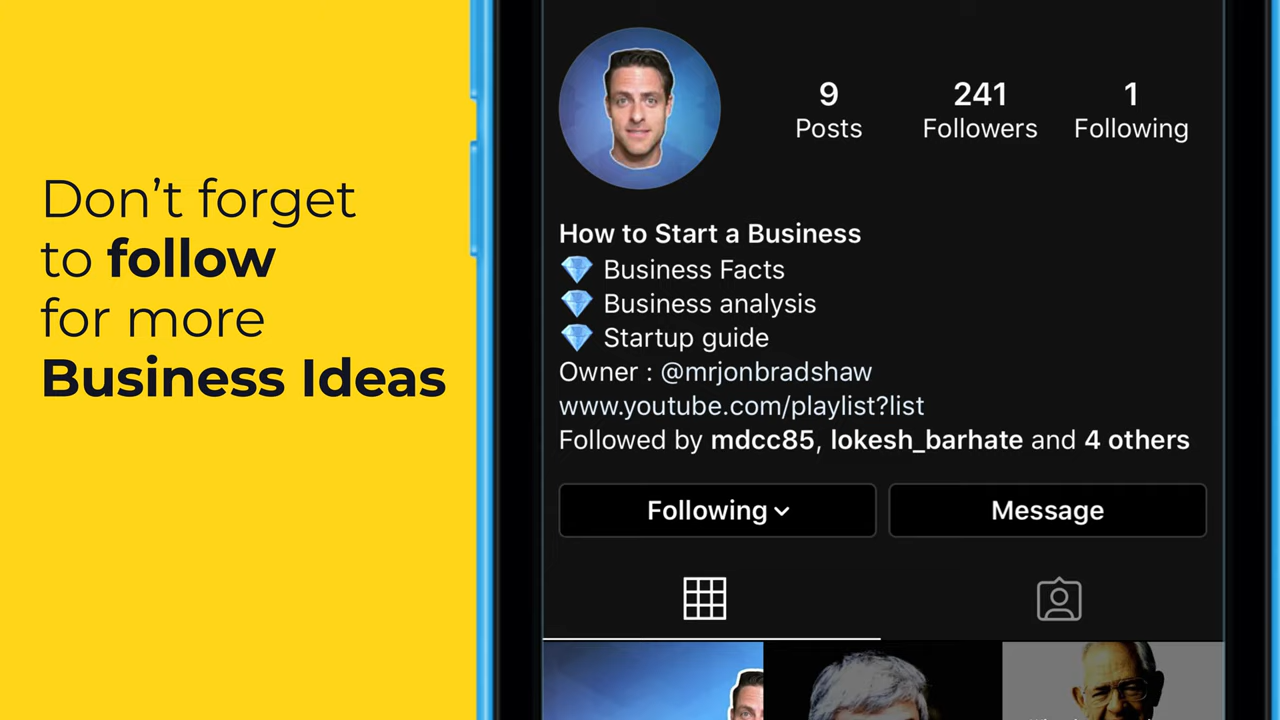 Don't forget
to follow
for more
Business Ideas
9
Posts
241
Followers
1
Following
How to Start a Business
💎 Business Facts
💎 Business analysis
💎 Startup guide
Owner : @mrjonbradshaw
www.youtube.com/playlist?list
Followed by mdcc85, lokesh_barhate and 4 others
Following
Message